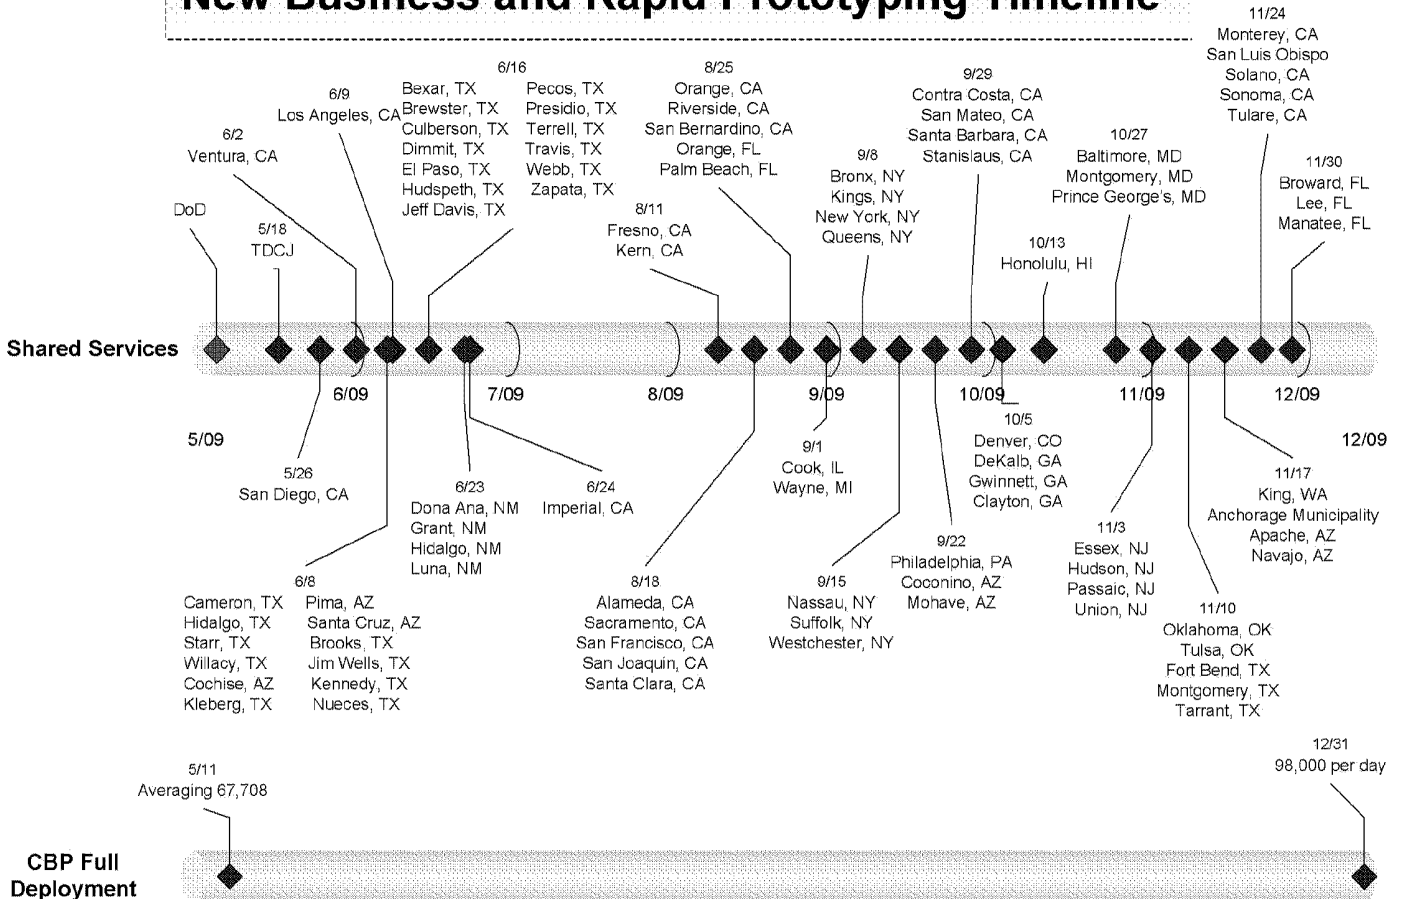 New Business and Rapid Prototyping Timeline
11/24
Monterey, CA
San Luis Obispo
Solano, CA
Sonoma, CA
Tulare, CA
6/16
Bexar, TX
Brewster, TX
Culberson, TX
Dimmit, TX
El Paso, TX
Hudspeth, TX
Jeff Davis, TX
Pecos, TX
Presidio, TX
Terrell, TX
Travis, TX
Webb, TX
Zapata, TX
8/25
Orange, CA
Riverside, CA
San Bernardino, CA
Orange, FL
Palm Beach, FL
9/29
Contra Costa, CA
San Mateo, CA
Santa Barbara, CA
Stanislaus, CA
6/9
Los Angeles, CA
6/2
Ventura, CA
10/27
Baltimore, MD
Montgomery, MD
Prince George's, MD
9/8
Bronx, NY
Kings, NY
New York, NY
Queens, NY
11/30
Broward, FL
Lee, FL
Manatee, FL
DoD
5/18
TDCJ
8/11
Fresno, CA
Kern, CA
10/13
Honolulu, HI
Shared Services
6/09
7/09
8/09
9/09
10/09
11/09
12/09
5/09
12/09
5/26
San Diego, CA
6/23
Dona Ana, NM
Grant, NM
Hidalgo, NM
Luna, NM
6/24
Imperial, CA
9/1
Cook, IL
Wayne, MI
10/5
Denver, CO
DeKalb, GA
Gwinnett, GA
Clayton, GA
11/17
King, WA
Anchorage Municipality
Apache, AZ
Navajo, AZ
11/3
Essex, NJ
Hudson, NJ
Passaic, NJ
Union, NJ
9/22
Philadelphia, PA
Coconino, AZ
Mohave, AZ
6/8
Cameron, TX
Hidalgo, TX
Starr, TX
Willacy, TX
Cochise, AZ
Kleberg, TX
Pima, AZ
Santa Cruz, AZ
Brooks, TX
Jim Wells, TX
Kennedy, TX
Nueces, TX
8/18
Alameda, CA
Sacramento, CA
San Francisco, CA
San Joaquin, CA
Santa Clara, CA
9/15
Nassau, NY
Suffolk, NY
Westchester, NY
11/10
Oklahoma, OK
Tulsa, OK
Fort Bend, TX
Montgomery, TX
Tarrant, TX
12/31
98,000 per day
5/11
Averaging 67,708
CBP Full
Deployment